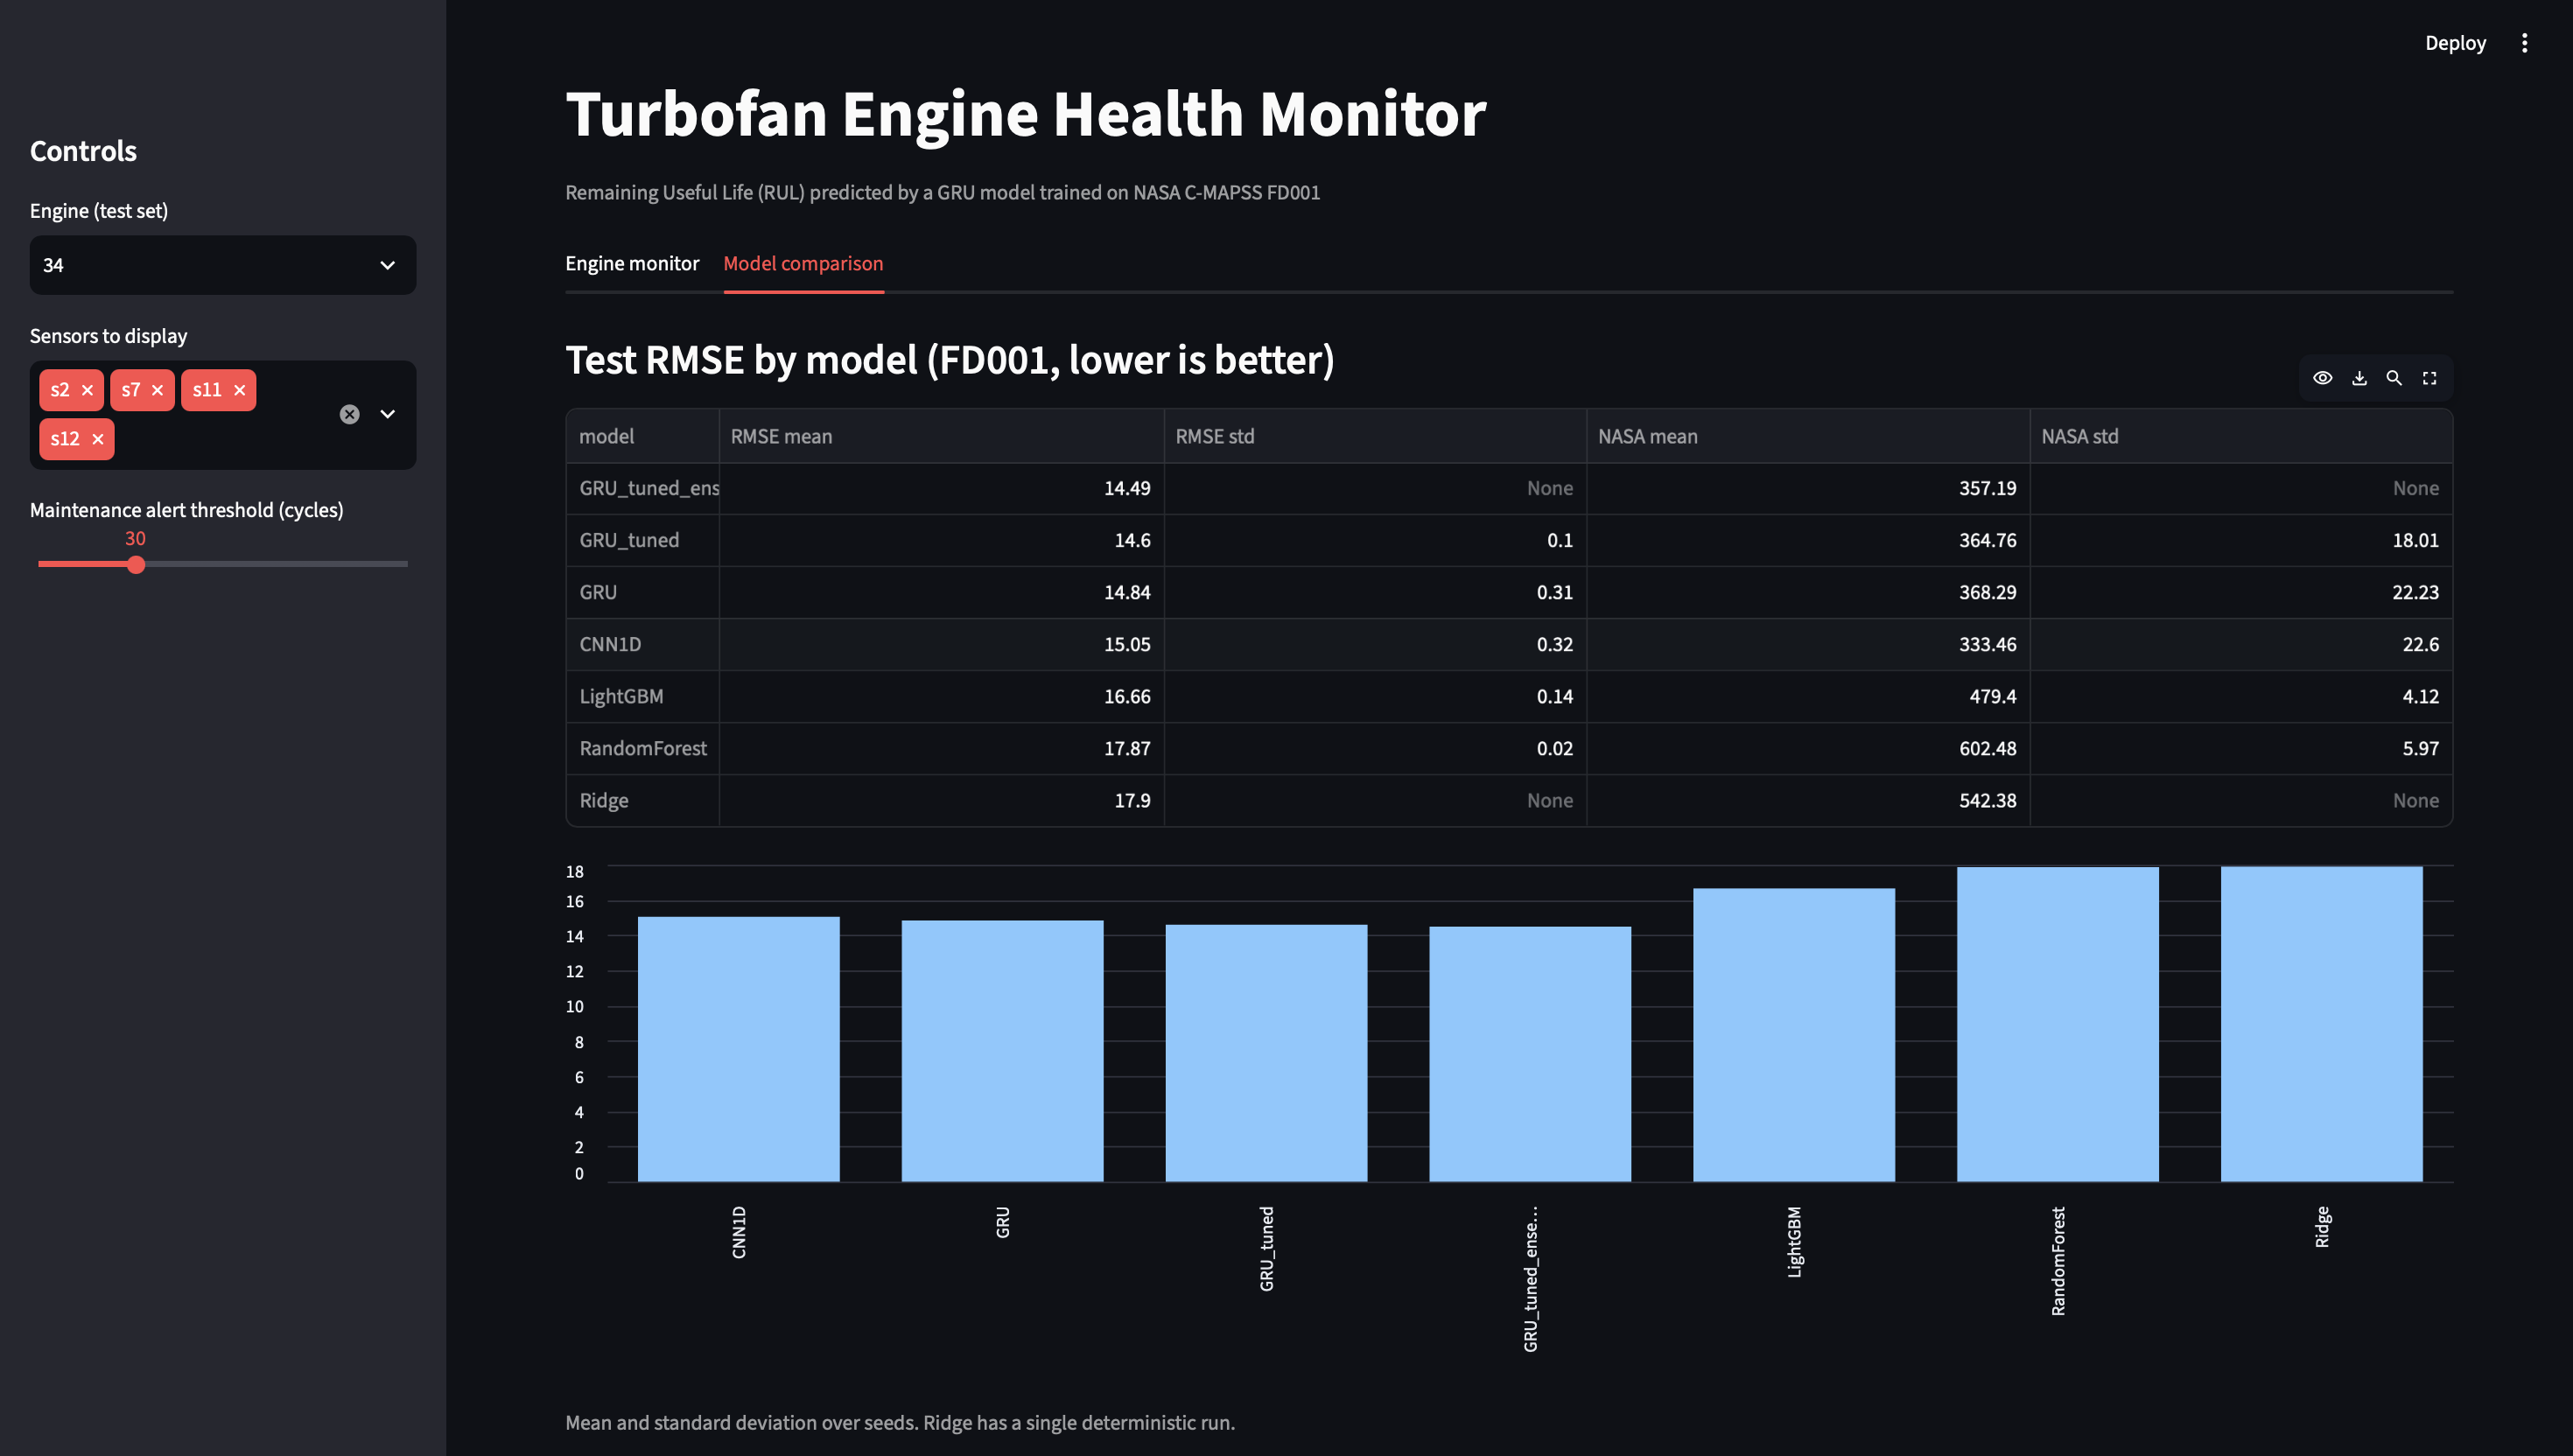 Deploy
Controls
Engine (test set)
34
Sensors to display
s2 s7 s11
s12
Maintenance alert threshold (cycles)
30
Turbofan Engine Health Monitor
Remaining Useful Life (RUL) predicted by a GRU model trained on NASA C-MAPSS FD001
Engine monitor Model comparison
Test RMSE by model (FD001, lower is better)
model RMSE mean RMSE std NASA mean NASA std
GRU_tuned_ens 14.49 None 357.19 None
GRU_tuned 14.6 0.1 364.76 18.01
GRU 14.84 0.31 368.29 22.23
CNN1D 15.05 0.32 333.46 22.6
LightGBM 16.66 0.14 479.4 4.12
RandomForest 17.87 0.02 602.48 5.97
Ridge 17.9 None 542.38 None
18
16
14
12
10
8
6
4
2
0
CNN1D GRU GRU_tuned GRU_tuned_ense... LightGBM RandomForest Ridge
Mean and standard deviation over seeds. Ridge has a single deterministic run.